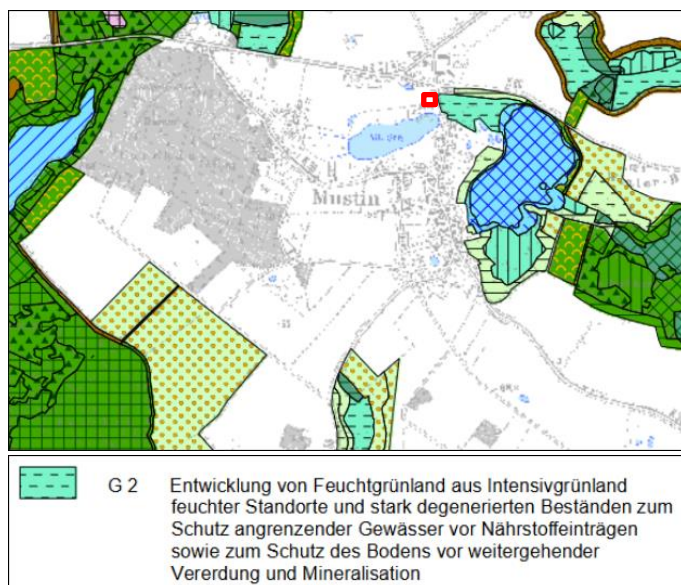 Mustin
G 2 Entwicklung von Feuchtgrünland aus Intensivgrünland
feuchter Standorte und stark degenerierten Beständen zum
Schutz angrenzender Gewässer vor Nährstoffeinträgen
sowie zum Schutz des Bodens vor weitergehender
Vererdung und Mineralisation